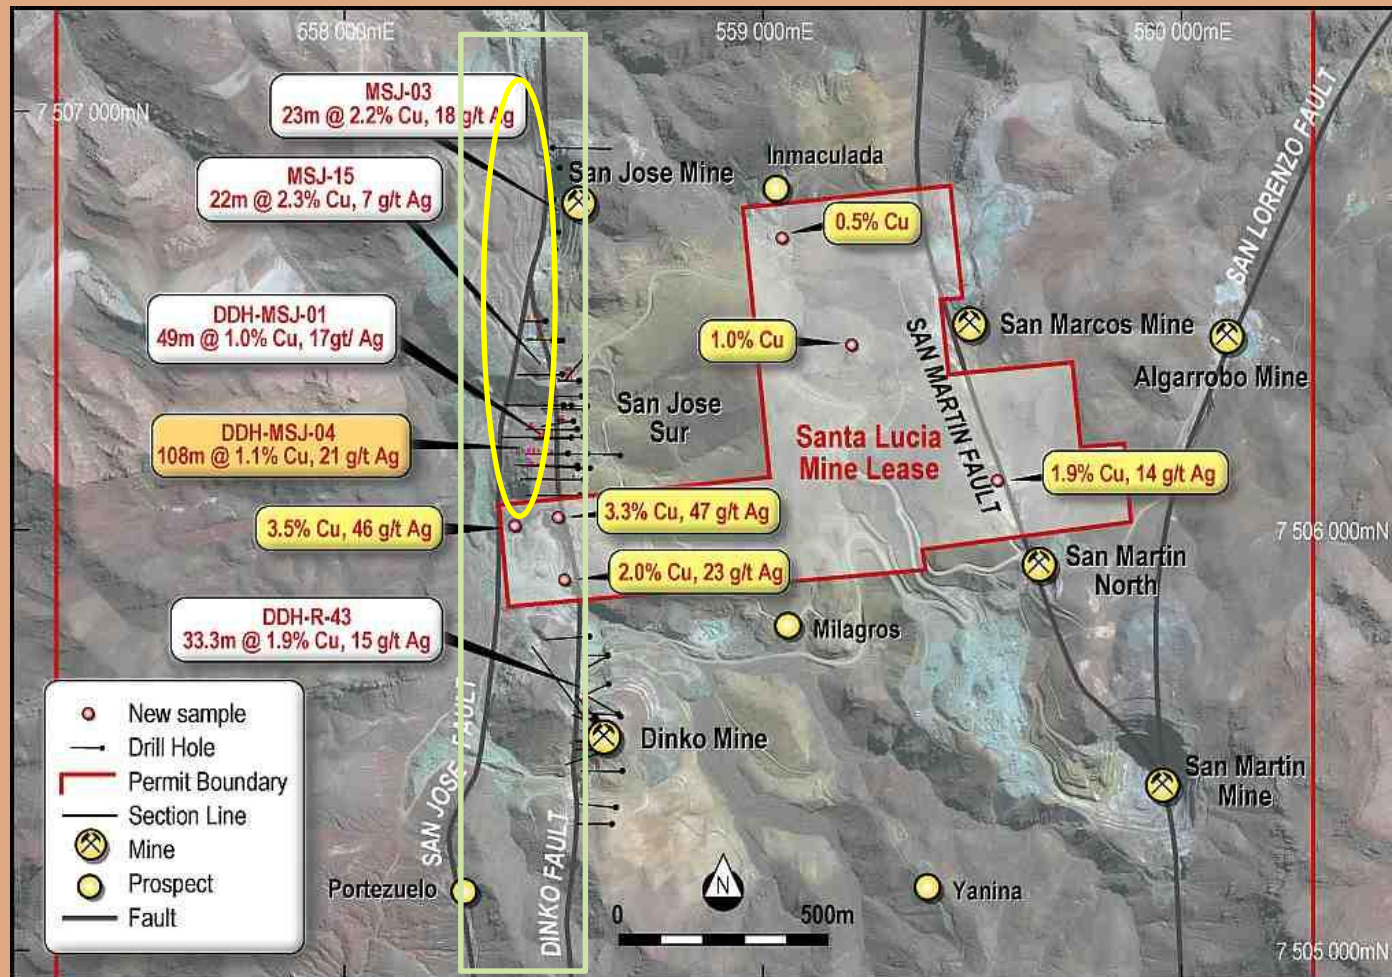 558 000mE
559 000mE
560 000mE
7 507 000mN
MSJ-03
23m @ 2.2% Cu, 18 g/t Ag
MSJ-15
22m @ 2.3% Cu, 7 g/t Ag
DDH-MSJ-01
49m @ 1.0% Cu, 17gt/ Ag
DDH-MSJ-04
108m @ 1.1% Cu, 21 g/t Ag
3.5% Cu, 46 g/t Ag
DDH-R-43
33.3m @ 1.9% Cu, 15 g/t Ag
San Jose Mine
Inmaculada
0.5% Cu
1.0% Cu
San Jose
Sur
Santa Lucia
Mine Lease
SAN MARTIN FAULT
San Marcos Mine
SAN LORENZO FAULT
Algarrobo Mine
1.9% Cu, 14 g/t Ag
3.3% Cu, 47 g/t Ag
2.0% Cu, 23 g/t Ag
7 506 000mN
San Martin
North
Milagros
Dinko Mine
San Martin
Mine
SAN JOSE FAULT
DINKO FAULT
Portezuelo
Yanina
N
0 500m
7 505 000mN
New sample
Drill Hole
Permit Boundary
Section Line
Mine
Prospect
Fault